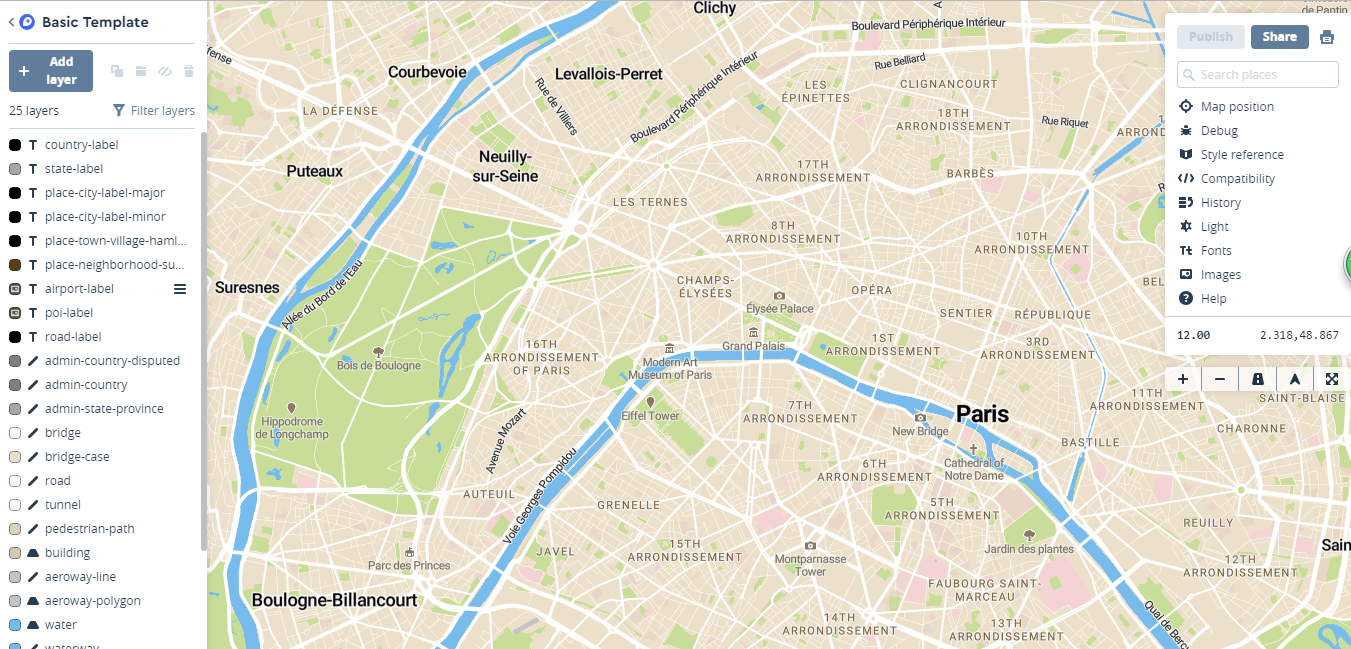 Basic Template
Add
layer
25 layers
Filter layers
country-label
state-label
place-city-label-major
place-city-label-minor
place-town-village-haml...
place-neighborhood-su...
airport-label
poi-label
road-label
admin-country-disputed
admin-country
admin-state-province
bridge
bridge-case
road
tunnel
pedestrian-path
building
aeroway-line
aeroway-polygon
water
waterway
Clichy
Boulevard Périphérique Intérieur
Courbevoie
Levallois-Perret
Rue Belliard
LA DÉFENSE
Rue de Villiers
Boulevard Périphérique Intérieur
LES
ÉPINETTES
CLIGNANCOURT
18TH
ARRONDISSEMENT
Rue Riquet
Puteaux
Neuilly-
sur-Seine
17TH
ARRONDISSEMENT
BARBÈS
LES TERNES
8TH
ARRONDISSEMENT
10TH
ARRONDISSEMENT
Suresnes
Allée du Bord de l'Eau
CHAMPS-
ÉLYSÉES
OPÉRA
Élysée Palace
SENTIER
RÉPUBLIQUE
Grand Palais
1ST
ARRONDISSEMENT
3RD
ARRONDISSEMENT
16TH
ARRONDISSEMENT
OF PARIS
Modern Art
Museum of Paris
Bois de Boulogne
Hippodrome
de Longchamp
Eiffel Tower
7TH
ARRONDISSEMENT
New Bridge
Paris
11TH
ARRONDISSEMENT
SAINT-BLAISE
CHARONNE
BASTILLE
Avenue Mozart
Voie Georges Pompidou
6TH
ARRONDISSEMENT
Cathedral of
Notre Dame
AUTEUIL
GRENELLE
5TH
ARRONDISSEMENT
REUILLY
JAVEL
15TH
ARRONDISSEMENT
Montparnasse
Tower
Jardin des plantes
12TH
ARRONDISSEMENT
Parc des Princes
FAUBOURG SAINT-
MARCEAU
Boulogne-Billancourt
14TH
ARRONDISSEMENT
13TH
ARRONDISSEMENT
Publish
Share
Search places
Map position
Debug
Style reference
Compatibility
History
Light
Fonts
Images
Help
12.00
2.318,48.867